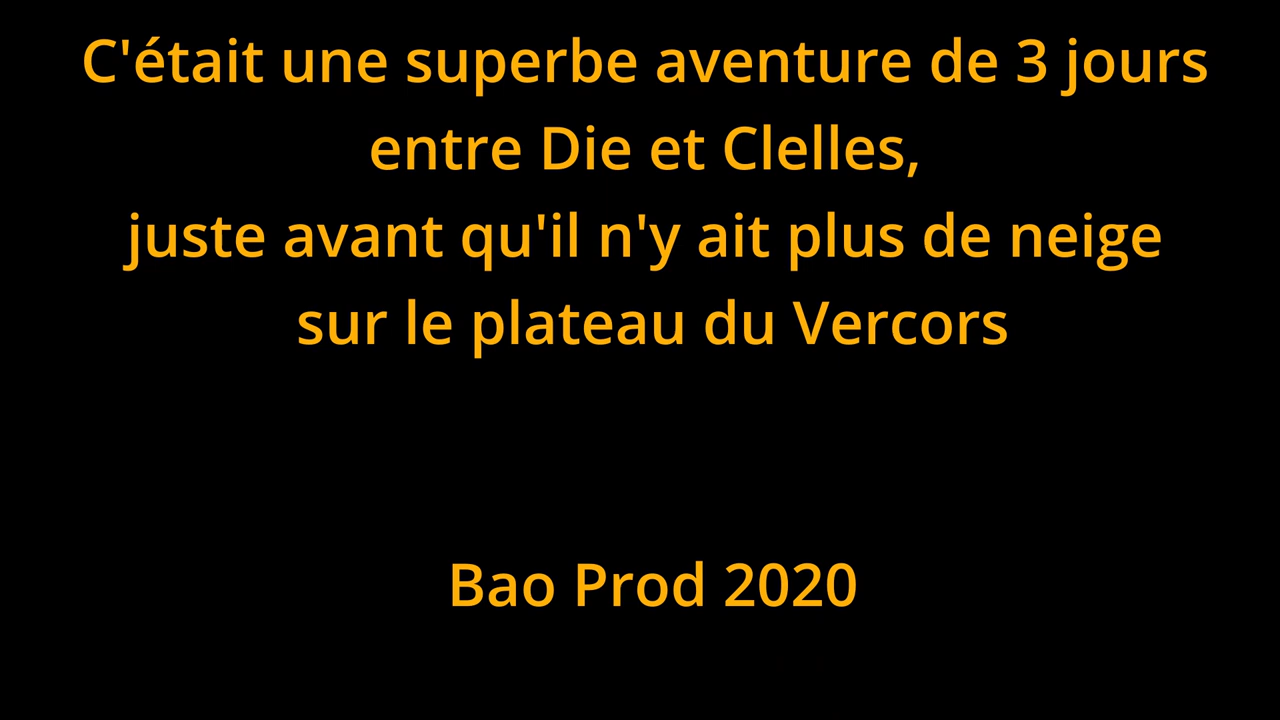 C'était une superbe aventure de 3 jours
entre Die et Clelles,
juste avant qu'il n'y ait plus de neige
sur le plateau du Vercors
Bao Prod 2020